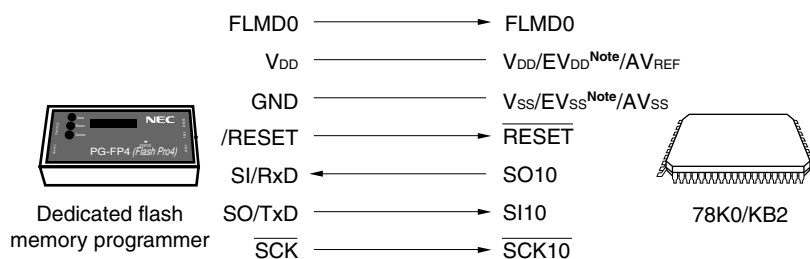 FLMD0 FLMD0
VDD VDD/EVDDNote/AVREF
GND VSS/EVSSNote/AVSS
/RESET RESET
SI/RxD SO10
SO/TxD SI10
SCK SCK10
NEC
PG-FP4 (Flash Pro4)
Dedicated flash
memory programmer
78K0/KB2